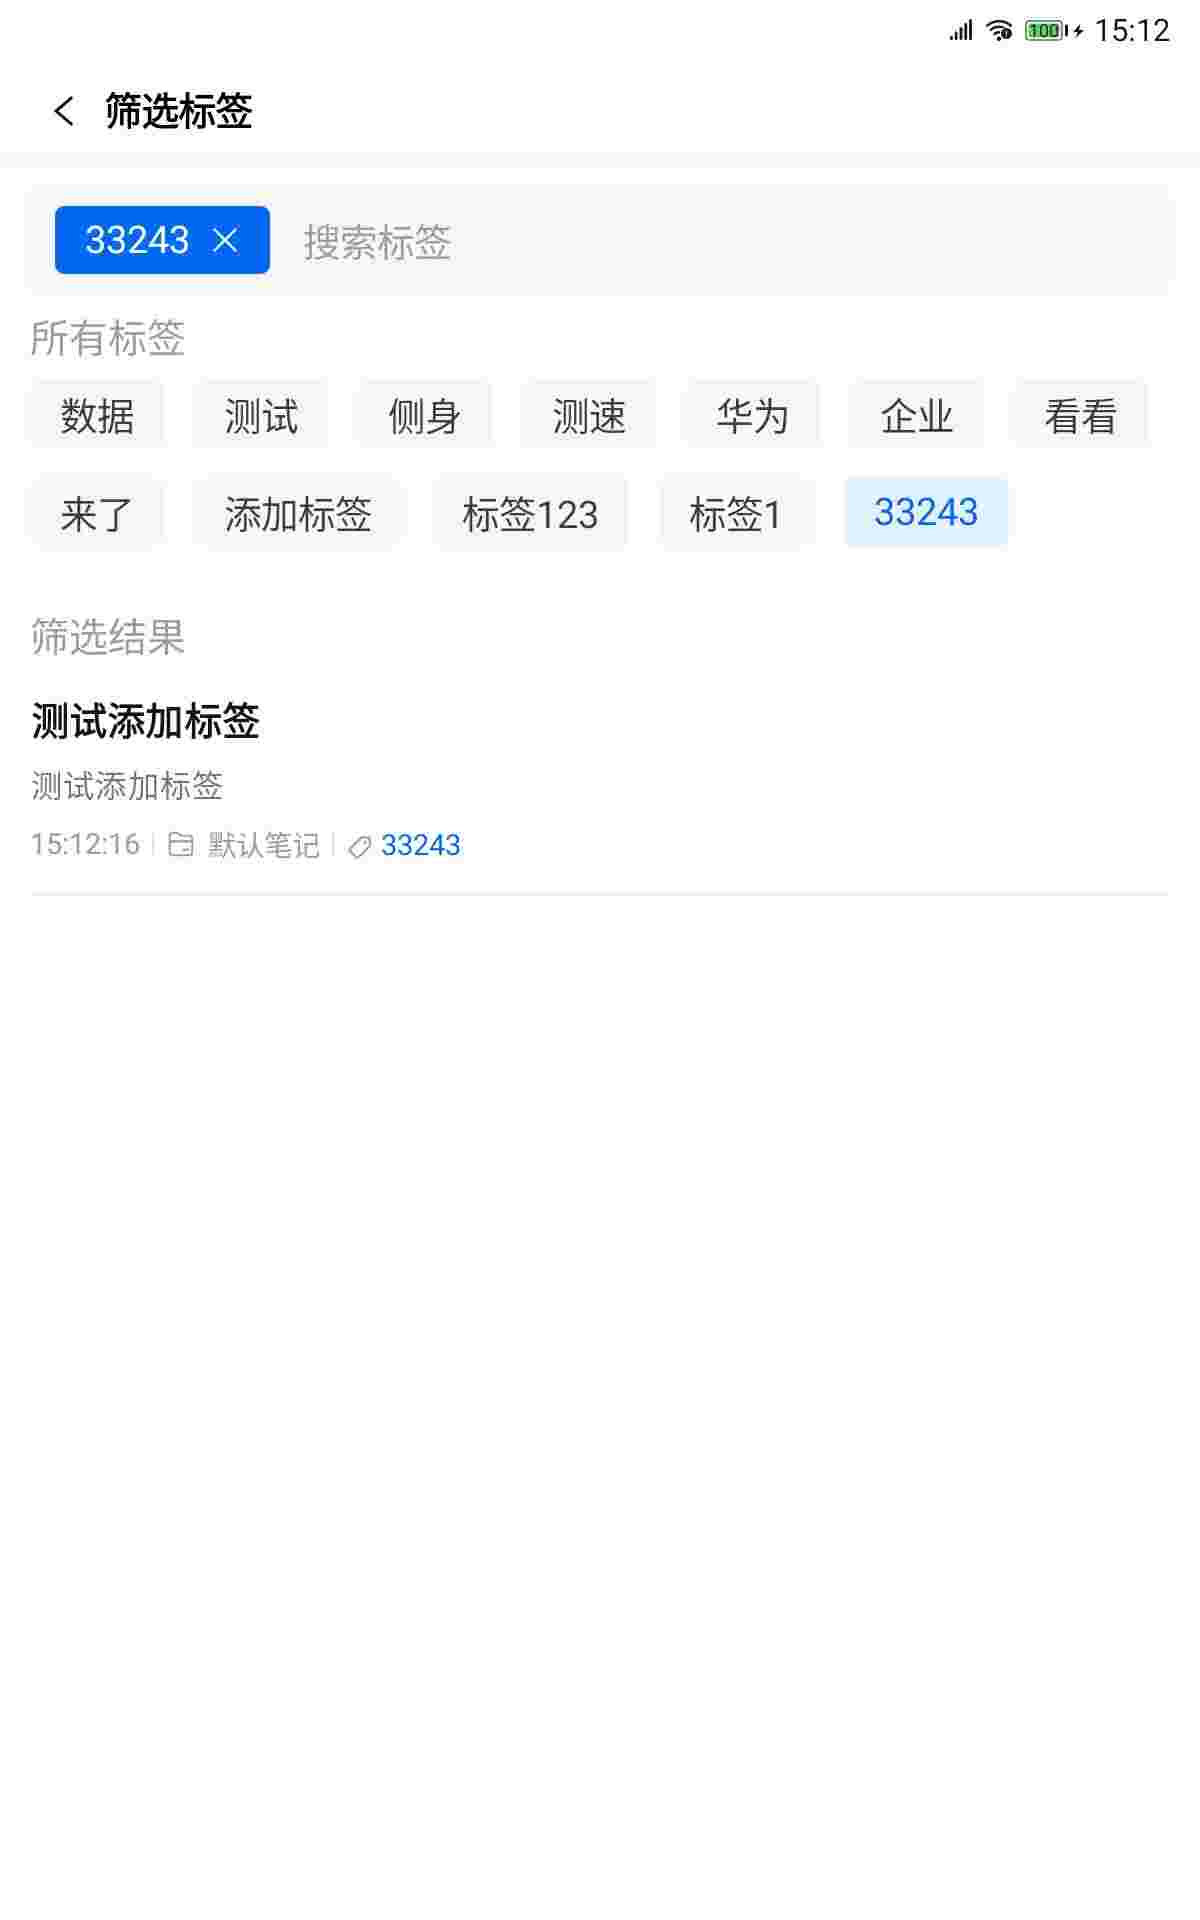 100 15:12
筛选标签
33243 搜索标签
所有标签
数据 测试 侧身 测速 华为 企业 看看
来了 添加标签 标签123 标签1 33243
筛选结果
测试添加标签
测试添加标签
15:12:16 默认笔记 33243